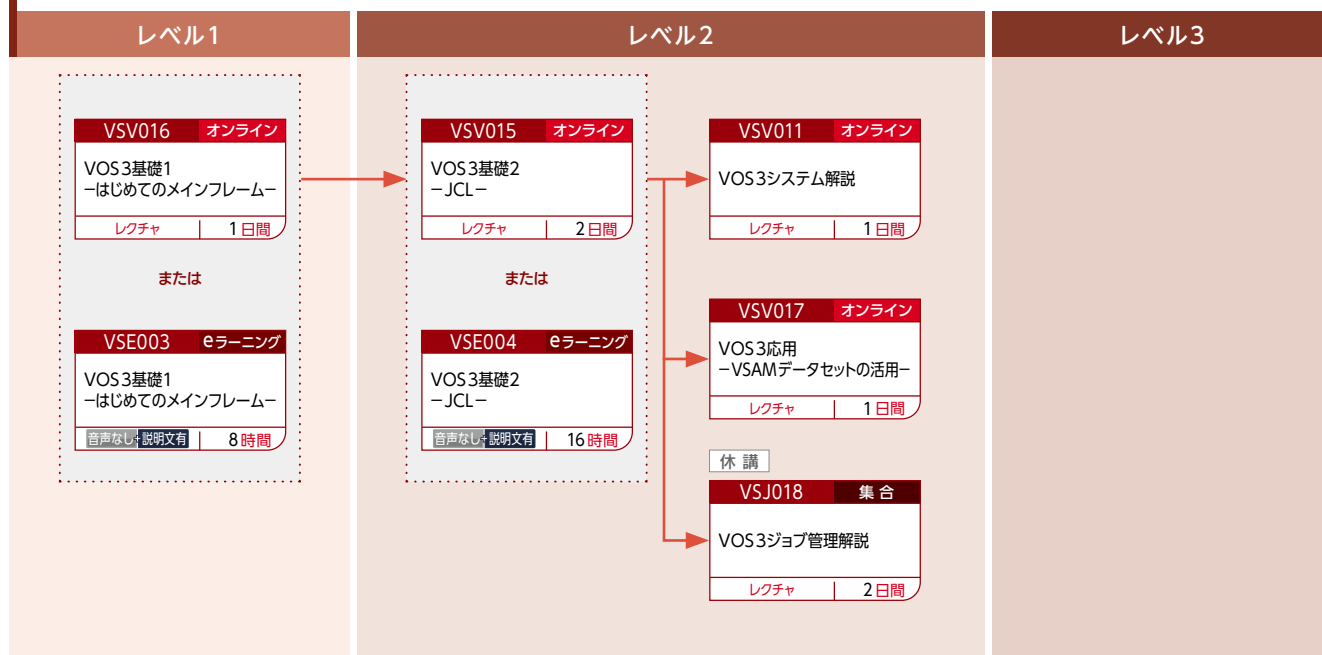 レベル1
レベル2
レベル3
VSV016 オンライン
VOS3基礎1
−はじめてのメインフレーム−
レクチャ 1日間
または
VSE003 eラーニング
VOS3基礎1
−はじめてのメインフレーム−
音声なし+説明文有 8時間
VSV015 オンライン
VOS3基礎2
−JCL−
レクチャ 2日間
または
VSE004 eラーニング
VOS3基礎2
−JCL−
音声なし+説明文有 16時間
VSV011 オンライン
VOS3システム解説
レクチャ 1日間
VSV017 オンライン
VOS3応用
−VSAMデータセットの活用−
レクチャ 1日間
休講
VSJ018 集合
VOS3ジョブ管理解説
レクチャ 2日間